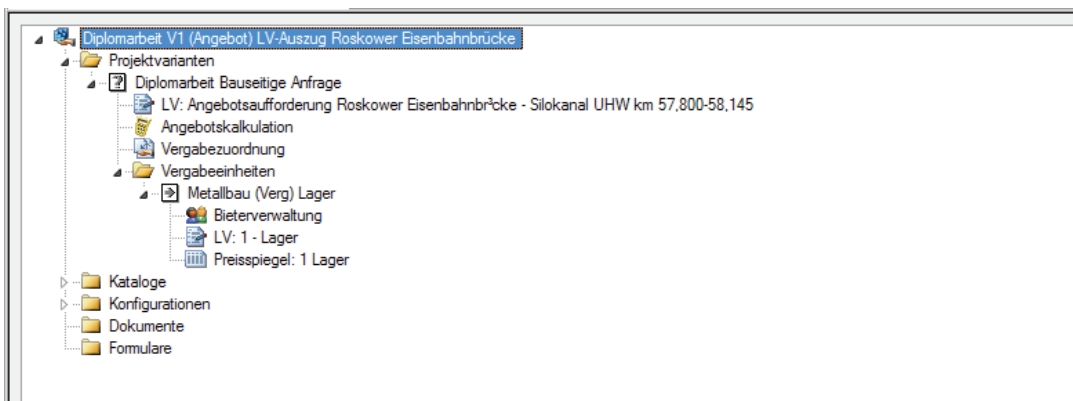 Diplomarbeit V1 (Angebot) LV-Auszug Roskower Eisenbahnbrücke
Projektvarianten
Diplomarbeit Bauseitige Anfrage
LV: Angebotsaufforderung Roskower Eisenbahnbr³cke - Silokanal UHW km 57,800-58,145
Angebotskalkulation
Vergabezuordnung
Vergabeeinheiten
Metallbau (Verg) Lager
Bieterverwaltung
LV: 1 - Lager
Preisspiegel: 1 Lager
Kataloge
Konfigurationen
Dokumente
Formulare